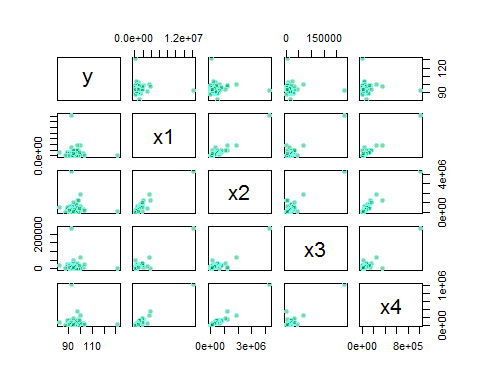 0.0e+00 1.2e+07 0 150000
y 90 120
0.0e+00 x1
x2 0e+00 4e+06
0 200000 x3
x4 0e+00 1e+06
90 110 0e+00 3e+06 0e+00 8e+05